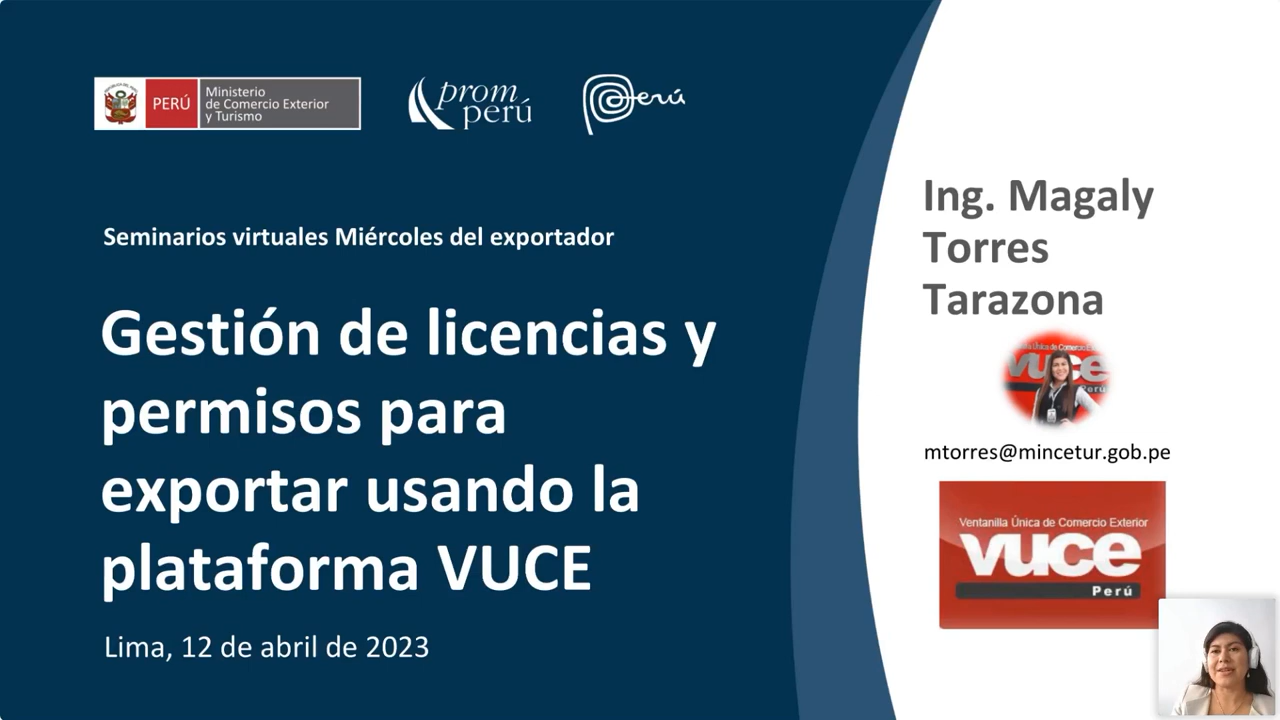 PERÚ
Ministerio
de Comercio Exterior
y Turismo
prom
perú
Perú
Seminarios virtuales Miércoles del exportador
Gestión de licencias y
permisos para
exportar usando la
plataforma VUCE
Lima, 12 de abril de 2023
Ing. Magaly
Torres
Tarazona
vuce
mtorres@mincetur.gob.pe
Ventanilla Única de Comercio Exterior
vuce
Perú